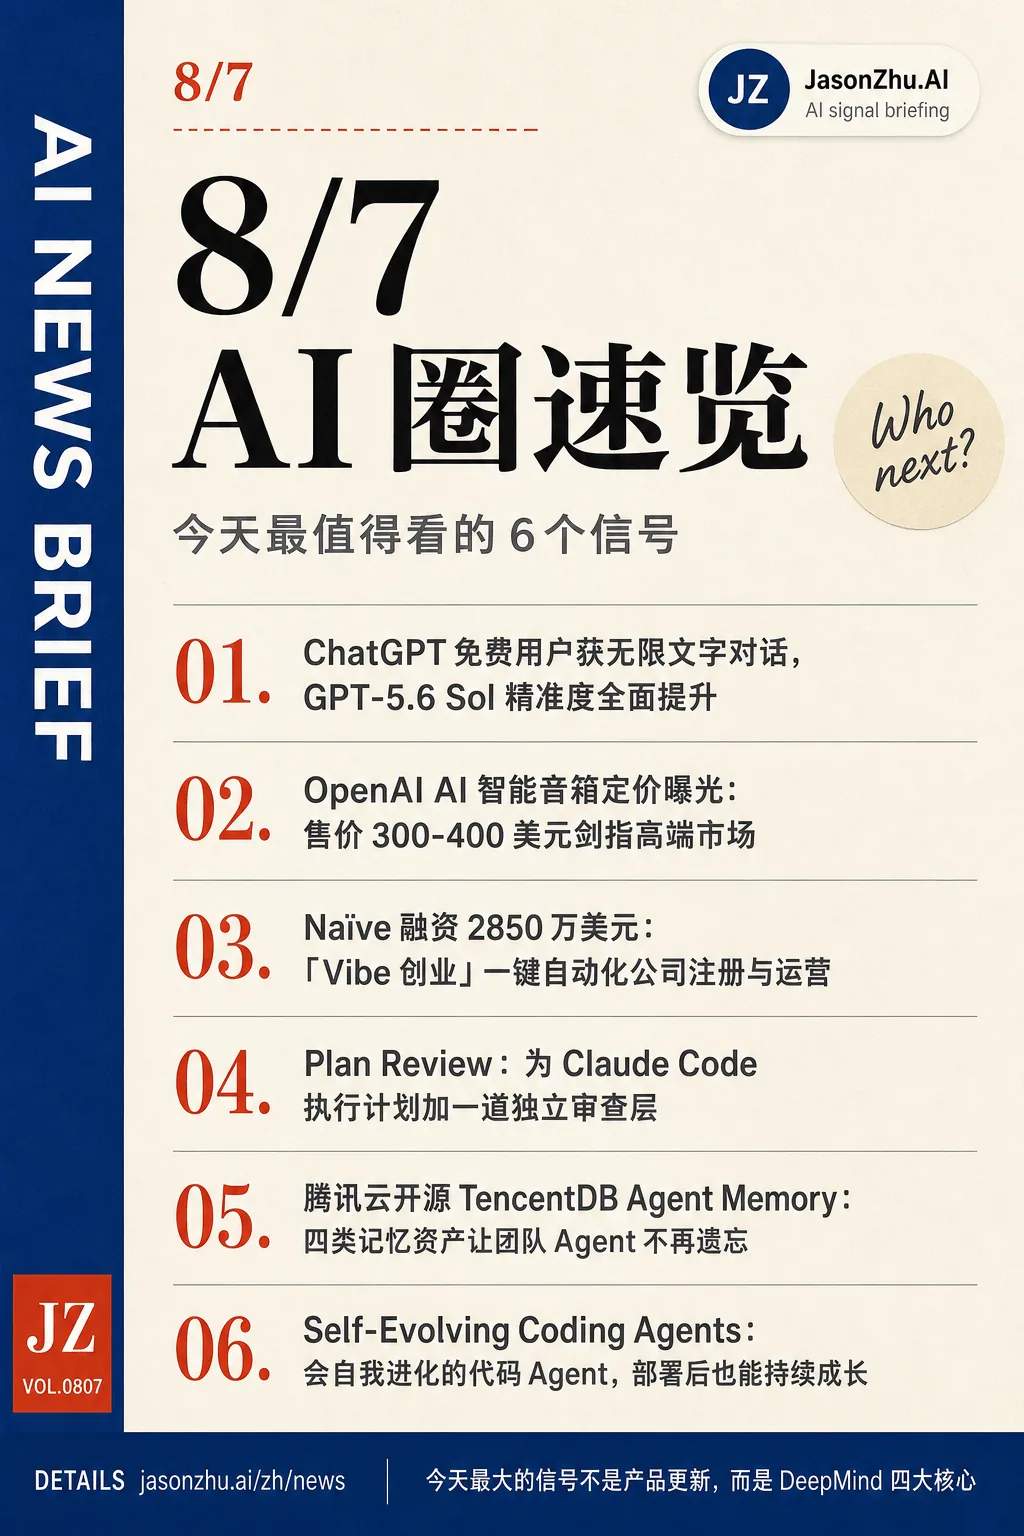 AI NEWS BRIEF
8/7
JZ
JasonZhu.AI
AI signal briefing
8/7
AI 圈速览
Who
next?
今天最值得看的 6 个信号
01.
ChatGPT 免费用户获无限文字对话，
GPT-5.6 Sol 精准度全面提升
02.
OpenAI AI 智能音箱定价曝光：
售价 300-400 美元剑指高端市场
03.
Naïve 融资 2850 万美元：
「Vibe 创业」一键自动化公司注册与运营
04.
Plan Review：为 Claude Code
执行计划加一道独立审查层
05.
腾讯云开源 TencentDB Agent Memory：
四类记忆资产让团队 Agent 不再遗忘
06.
Self-Evolving Coding Agents：
会自我进化的代码 Agent，部署后也能持续成长
JZ
VOL.0807
DETAILS jasonzhu.ai/zh/news
今天最大的信号不是产品更新，而是 DeepMind 四大核心